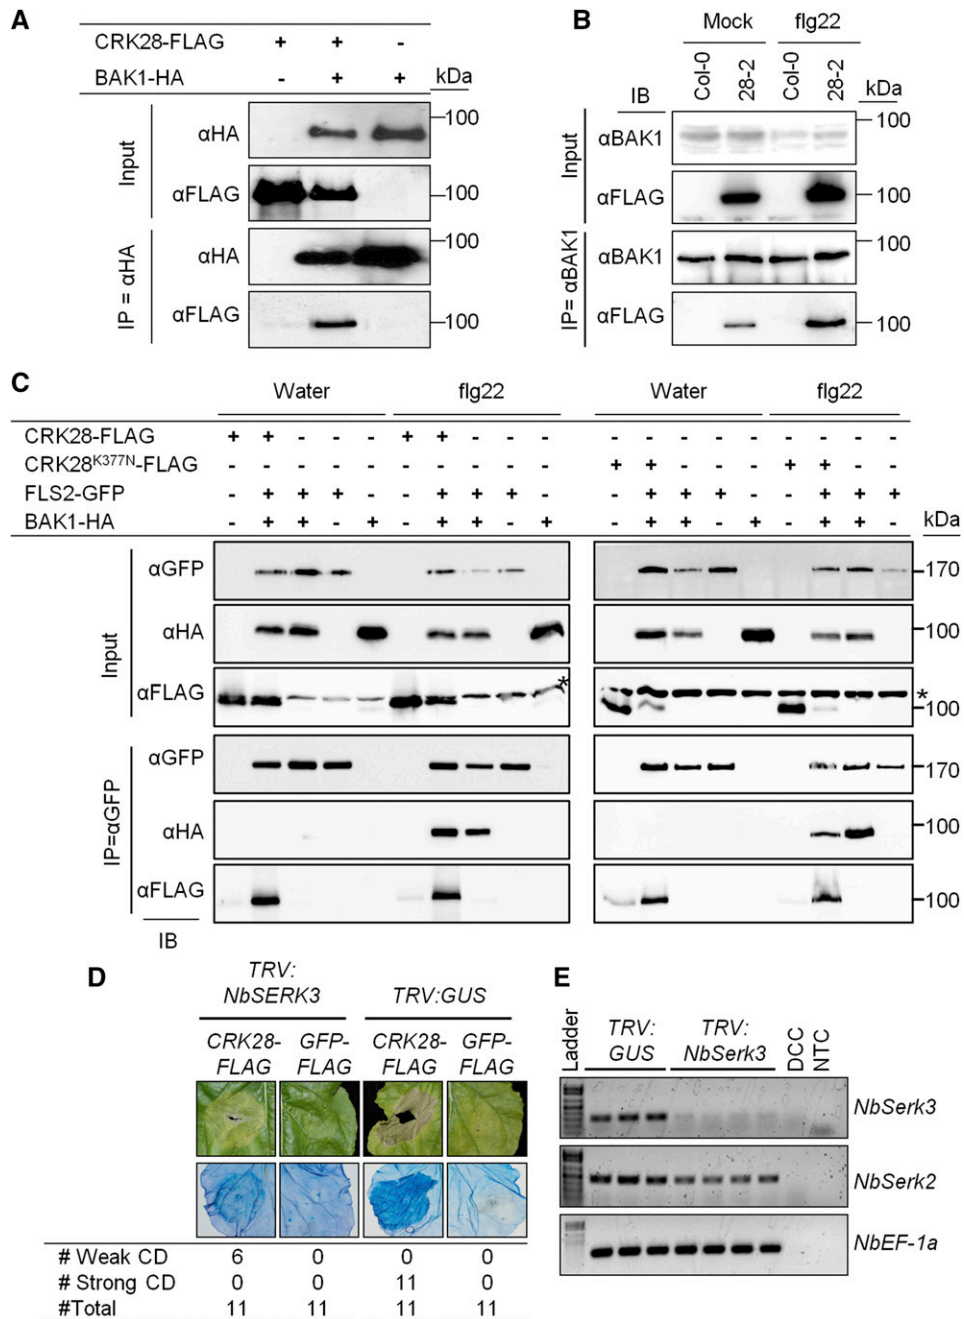 A
CRK28-FLAG + + -
BAK1-HA - + +
kDa
Input
αHA
100
αFLAG
100
IP = αHA
αHA
100
αFLAG
100
B
Mock flg22
Col-0 28-2 Col-0 28-2
IB
kDa
Input
αBAK1
100
αFLAG
100
IP= αBAK1
αBAK1
100
αFLAG
100
C
Water flg22 Water flg22
CRK28-FLAG + + - - - + + - - - - - - - - - - - -
CRK28K377N-FLAG - - - - - - - - - - + + - - - + + - -
FLS2-GFP - + + + - - + + + - - + + + - - + + +
BAK1-HA - + + - + - + + - + - + + - + - + + -
kDa
Input
αGFP
170
αHA
100
αFLAG
*
*
100
IP=αGFP
αGFP
170
αHA
100
αFLAG
100
IB
D
TRV:
NbSERK3
TRV:GUS
CRK28-
FLAG
GFP-
FLAG
CRK28-
FLAG
GFP-
FLAG
# Weak CD 6 0 0 0
# Strong CD 0 0 11 0
#Total 11 11 11 11
E
Ladder
TRV:
GUS
TRV:
NbSerk3
DCC
NTC
NbSerk3
NbSerk2
NbEF-1a